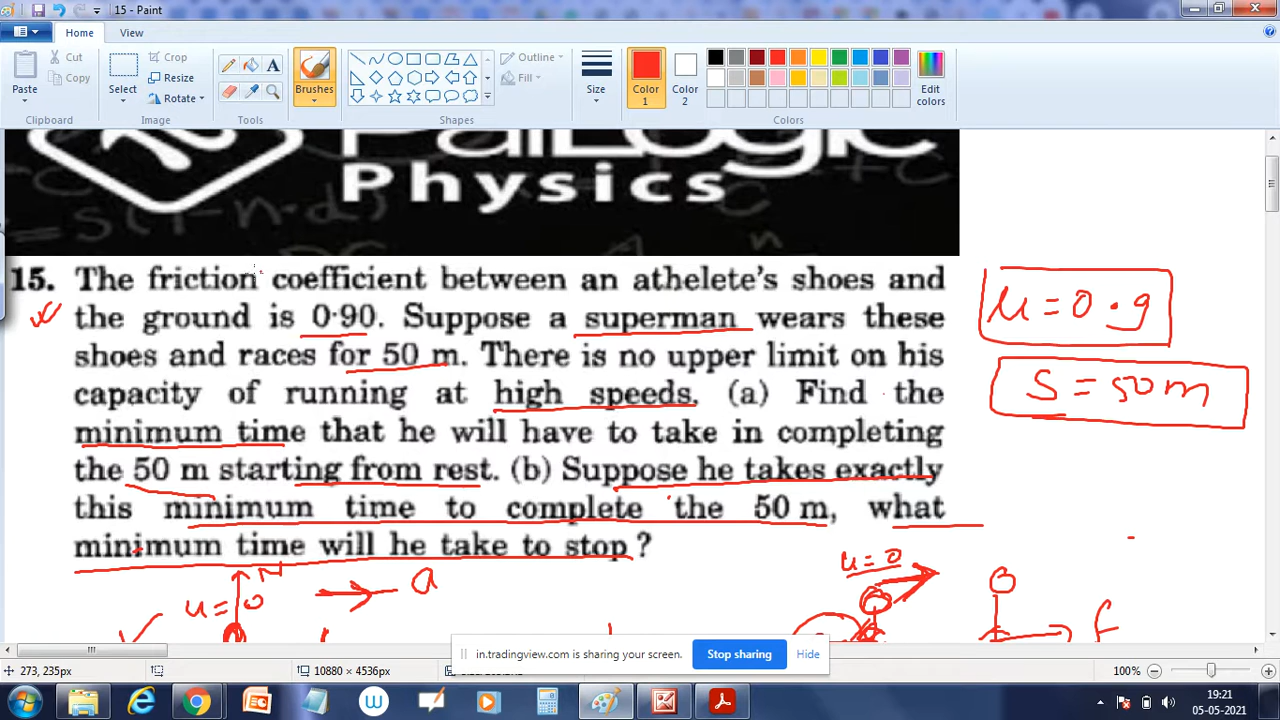 15 - Paint
Home
View
Paste
Cut
Copy
Clipboard
Select
Crop
Resize
Rotate
Image
Tools
Brushes
Shapes
Outline
Fill
Size
Color 1
Color 2
Edit colors
Colors
Physics
15. The friction coefficient between an athelete's shoes and
the ground is 0·90. Suppose a superman wears these
shoes and races for 50 m. There is no upper limit on his
capacity of running at high speeds. (a) Find the
minimum time that he will have to take in completing
the 50 m starting from rest. (b) Suppose he takes exactly
this minimum time to complete the 50 m, what
minimum time will he take to stop?
μ = 0.9
S = 50m
N
a
u = 0
u = 0
f
in.tradingview.com is sharing your screen.
Stop sharing
Hide
273, 235px
10880 × 4536px
100%
19:21
05-05-2021